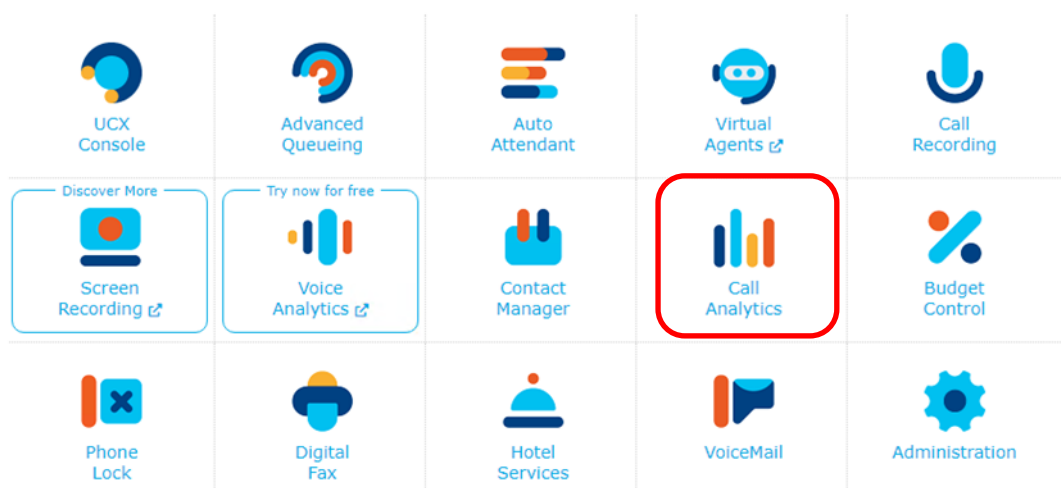 UCX
Console
Advanced
Queueing
Auto
Attendant
Virtual
Agents
Call
Recording
Discover More
Screen
Recording
Try now for free
Voice
Analytics
Contact
Manager
Call
Analytics
Budget
Control
Phone
Lock
Digital
Fax
Hotel
Services
VoiceMail
Administration